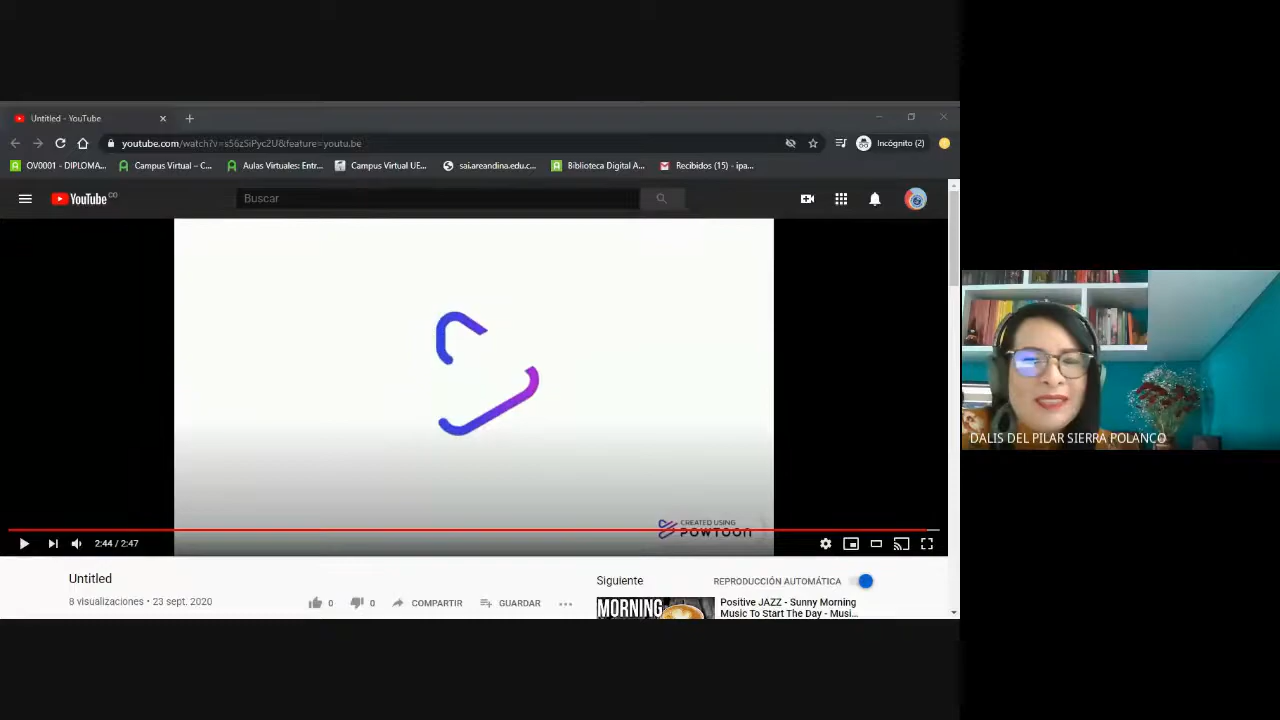 Untitled - YouTube
youtube.com/watch?v=s56zSiPyc2U&feature=youtu.be
Incógnito (2)
OV0001 - DIPLOMA...
Campus Virtual – C...
Aulas Virtuales: Entr...
Campus Virtual UE...
sai.areandina.edu.c...
Biblioteca Digital A...
Recibidos (15) - ipa...
YouTube CO
Buscar
CREATED USING
POWTOON
2:44 / 2:47
Untitled
8 visualizaciones • 23 sept. 2020
0
0
COMPARTIR
GUARDAR
Siguiente
REPRODUCCIÓN AUTOMÁTICA
MORNING
Positive JAZZ - Sunny Morning
Music To Start The Day - Musi...
DALIS DEL PILAR SIERRA POLANCO